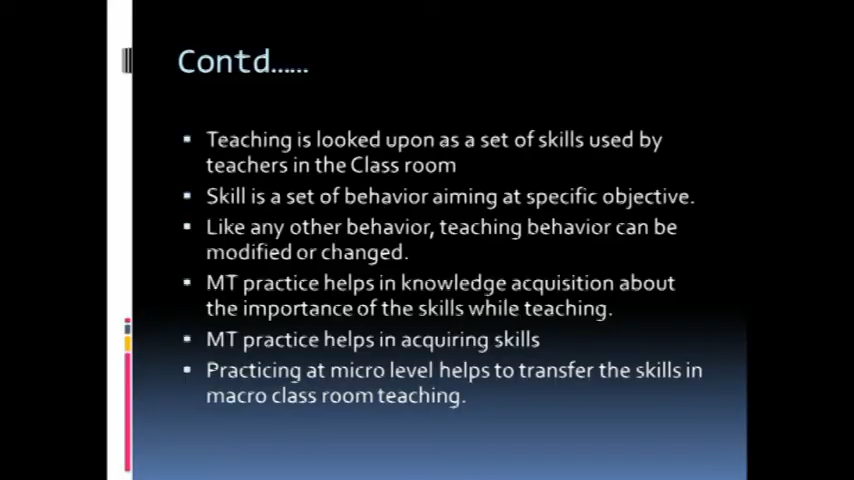 Contd......
Teaching is looked upon as a set of skills used by
teachers in the Class room
Skill is a set of behavior aiming at specific objective.
Like any other behavior, teaching behavior can be
modified or changed.
MT practice helps in knowledge acquisition about
the importance of the skills while teaching.
MT practice helps in acquiring skills
Practicing at micro level helps to transfer the skills in
macro class room teaching.